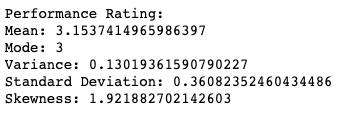 Performance Rating:
Mean: 3.1537414965986397
Mode: 3
Variance: 0.13019361590790227
Standard Deviation: 0.36082352460434486
Skewness: 1.921882702142603